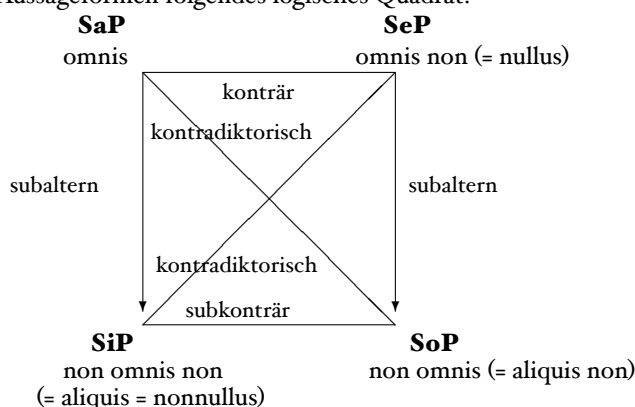 Aussageformen folgendes logisches Quadrat:
SaP SeP
omnis omnis non (= nullus)
konträr
kontradiktorisch
subaltern subaltern
kontradiktorisch
subkonträr
SiP SoP
non omnis non non omnis (= aliquis non)
(= aliquis = nonnullus)